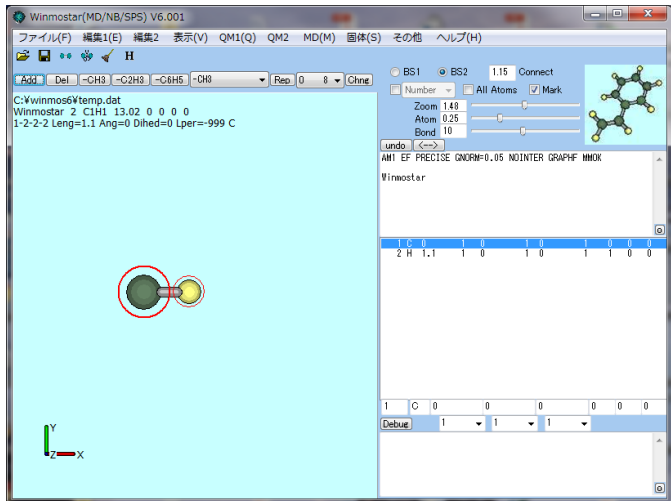 Winmostar(MD/NB/SPS) V6.001
ファイル(F) 編集1(E) 編集2 表示(V) QM1(Q) QM2 MD(M) 固体(S) その他 ヘルプ(H)
H
Add Del -CH3 -C2H3 -C6H5 -CH3 Rep O 8 Chng
BS1 BS2 1.15 Connect
Number All Atoms Mark
Zoom 1.48
Atom 0.25
Bond 10
undo <-->
C:¥winmos6¥temp.dat
Winmostar 2 C1H1 13.02 0 0 0 0
1-2-2-2 Leng=1.1 Ang=0 Dihed=0 Lper=-999 C
AM1 EF PRECISE GNORM=0.05 NOINTER GRAPHF MMOK
Winmostar
1 C 0 1 0 1 0 1 0 0 0
2 H 1.1 1 0 1 0 1 1 0 0
1 C 0 0 0 0 0 0
Debug 1 1 1
Y
Z X